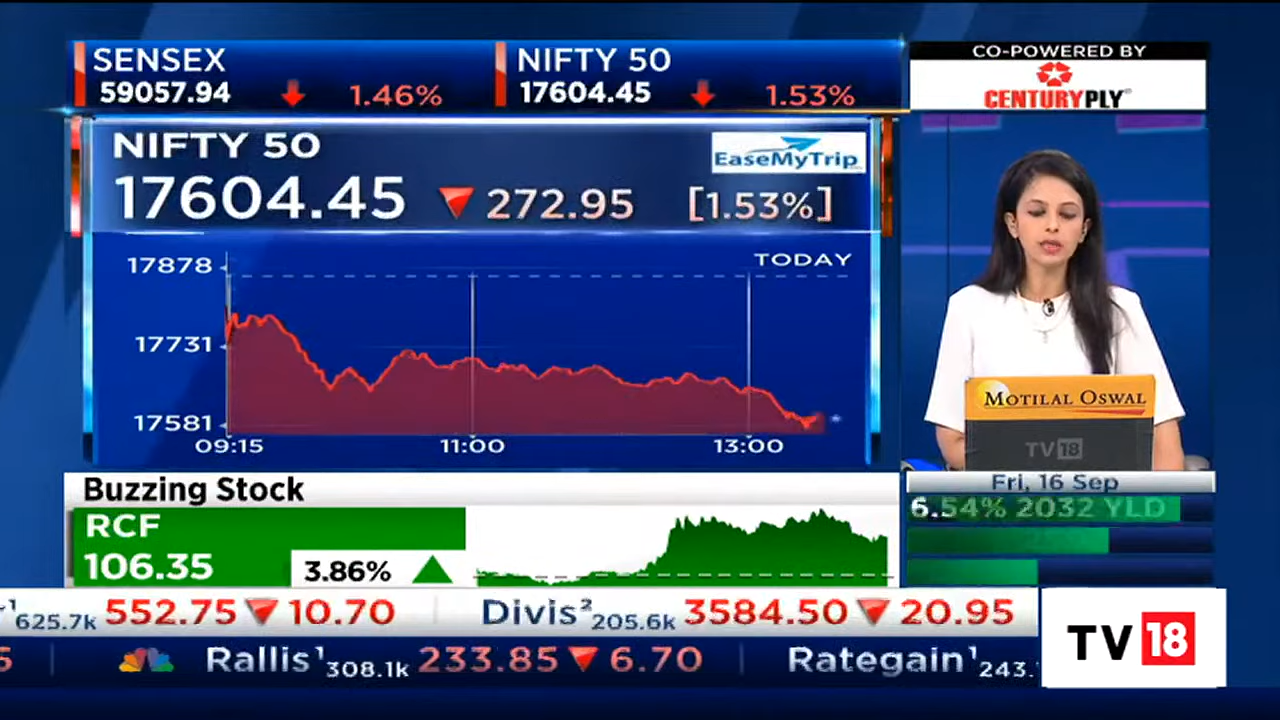 SENSEX
59057.94 1.46%
NIFTY 50
17604.45 1.53%
CO-POWERED BY
CENTURYPLY
NIFTY 50
17604.45 272.95 [1.53%]
EaseMyTrip
TODAY
17878
17731
17581
09:15 11:00 13:00
MOTILAL OSWAL
TV18
Fri, 16 Sep
6.54% 2032 YLD
Buzzing Stock
RCF
106.35
3.86%
625.7k 552.75 10.70 Divis² 205.6k 3584.50 20.95
Rallis¹ 308.1k 233.85 6.70 Rategain¹ 243.
TV18